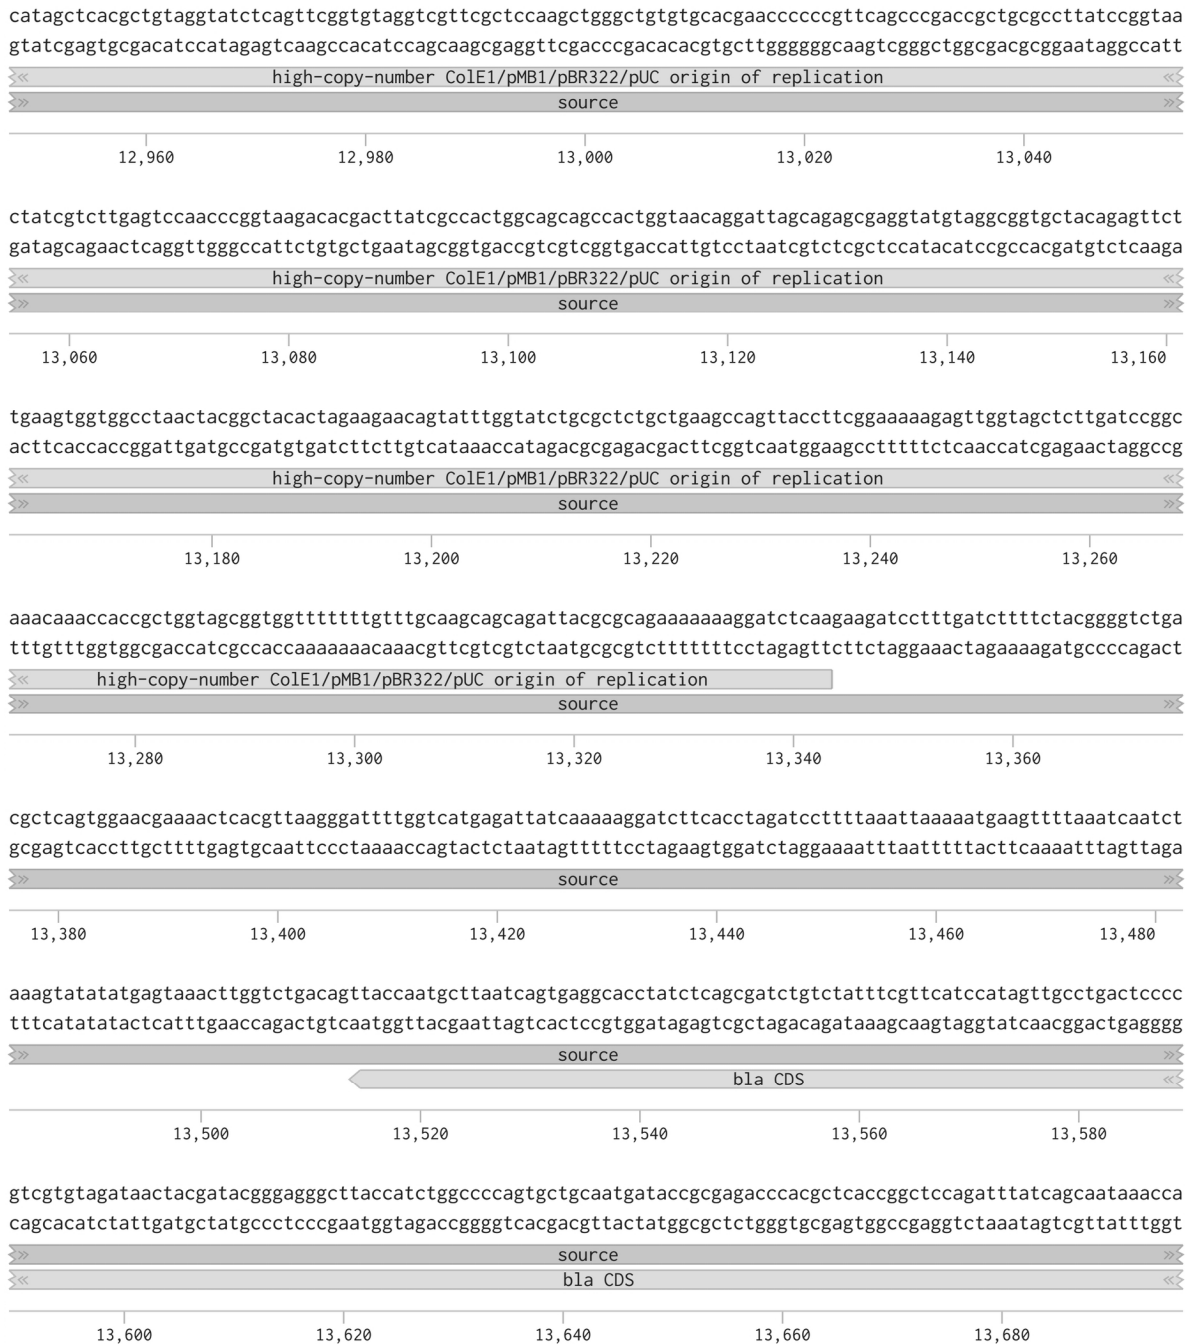 catagctcacgctgtaggtatctcagttcggtgtaggtcgttcgctccaagctgggctgtgtgcacgaaccccccgttcagcccgaccgctgcgccttatccggtaa
gtatcgagtgcgacatccatagagtcaagccacatccagcaagcgaggttcgacccgacacacgtgcttggggggcaagtcgggctggcgacgcggaataggccatt
high-copy-number ColE1/pMB1/pBR322/pUC origin of replication
source
12,960 12,980 13,000 13,020 13,040
ctatcgtcttgagtccaacccggtaagacacgacttatcgccactggcagcagccactggtaacaggattagcagagcgaggtatgtaggcggtgctacagagttct
gatagcagaactcaggttgggccattctgtgctgaatagcggtgaccgtcgtcggtgaccattgtcctaatcgtctcgctccatacatccgccacgatgtctcaaga
high-copy-number ColE1/pMB1/pBR322/pUC origin of replication
source
13,060 13,080 13,100 13,120 13,140 13,160
tgaagtggtggcctaactacggctacactagaagaacagtatttggtatctgcgctctgctgaagccagttaccttcggaaaaagagttggtagctcttgatccggc
acttcaccaccggattgatgccgatgtgatcttcttgtcataaaccatagacgcgagacgacttcggtcaatggaagcctttttctcaaccatcgagaactaggccg
high-copy-number ColE1/pMB1/pBR322/pUC origin of replication
source
13,180 13,200 13,220 13,240 13,260
aaacaaaccaccgctggtagcggtggtttttttgtttgcaagcagcagattacgcgcagaaaaaaaggatctcaagaagatcctttgatcttttctacggggtctga
tttgtttggtggcgaccatcgccaccaaaaaaacaaacgttcgtcgtctaatgcgcgtctttttttcctagagttcttctaggaaactagaaaagatgccccagact
high-copy-number ColE1/pMB1/pBR322/pUC origin of replication
source
13,280 13,300 13,320 13,340 13,360
cgctcagtggaacgaaaactcacgttaagggattttggtcatgagattatcaaaaaggatcttcacctagatccttttaaattaaaaatgaagttttaaatcaatct
gcgagtcaccttgcttttgagtgcaattccctaaaaccagtactctaatagtttttcctagaagtggatctaggaaaatttaatttttacttcaaaatttagttaga
source
13,380 13,400 13,420 13,440 13,460 13,480
aaagtatatatgagtaaacttggtctgacagttaccaatgcttaatcagtgaggcacctatctcagcgatctgtctatttcgttcatccatagttgcctgactcccc
tttcatatatactcatttgaaccagactgtcaatggttacgaattagtcactccgtggatagagtcgctagacagataaagcaagtaggtatcaacggactgagggg
source
bla CDS
13,500 13,520 13,540 13,560 13,580
gtcgtgtagataactacgatacgggagggcttaccatctggccccagtgctgcaatgataccgcgagacccacgctcaccggctccagatttatcagcaataaacca
cagcacatctattgatgctatgccctcccgaatggtagaccggggtcacgacgttactatggcgctctgggtgcgagtggccgaggtctaaatagtcgttatttggt
source
bla CDS
13,600 13,620 13,640 13,660 13,680